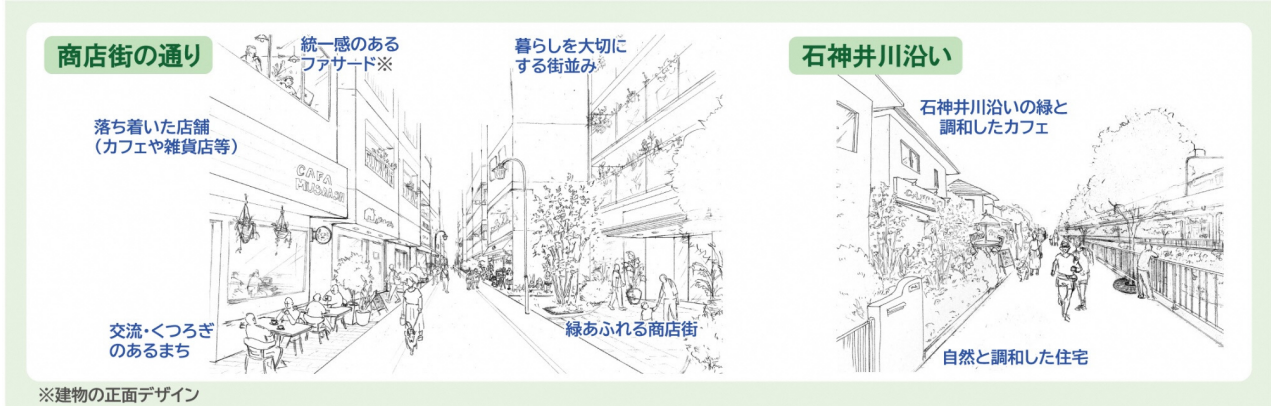 商店街の通り
統一感のある
ファサード※
暮らしを大切に
する街並み
落ち着いた店舗
（カフェや雑貨店等）
CAFA
交流・くつろぎ
のあるまち
緑あふれる商店街
石神井川沿い
石神井川沿いの緑と
調和したカフェ
自然と調和した住宅
※建物の正面デザイン